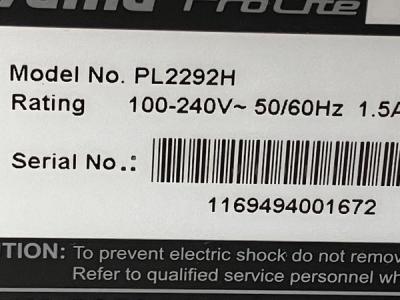 ProLite
Model No. PL2292H
Rating 100-240V~ 50/60Hz 1.5A
Serial No.:
1169494001672
TION: To prevent electric shock do not remov
Refer to qualified service personnel wh